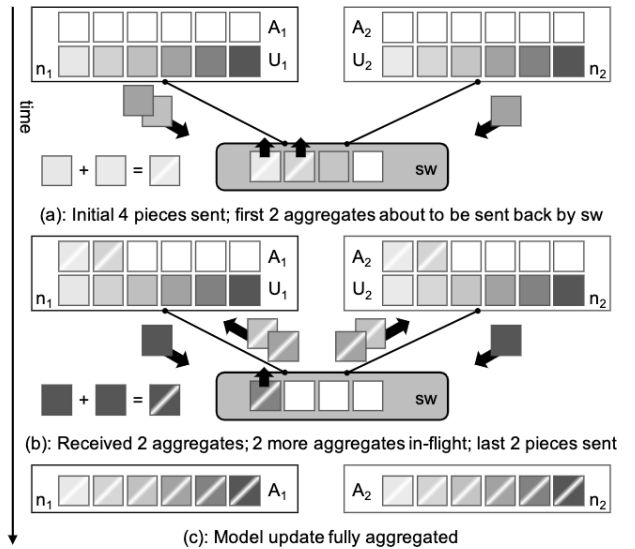 A1 A2
U1 U2
n1 n2
time
+ = sw
(a): Initial 4 pieces sent; first 2 aggregates about to be sent back by sw
A1 A2
U1 U2
n1 n2
+ = sw
(b): Received 2 aggregates; 2 more aggregates in-flight; last 2 pieces sent
n1 A1 A2 n2
(c): Model update fully aggregated